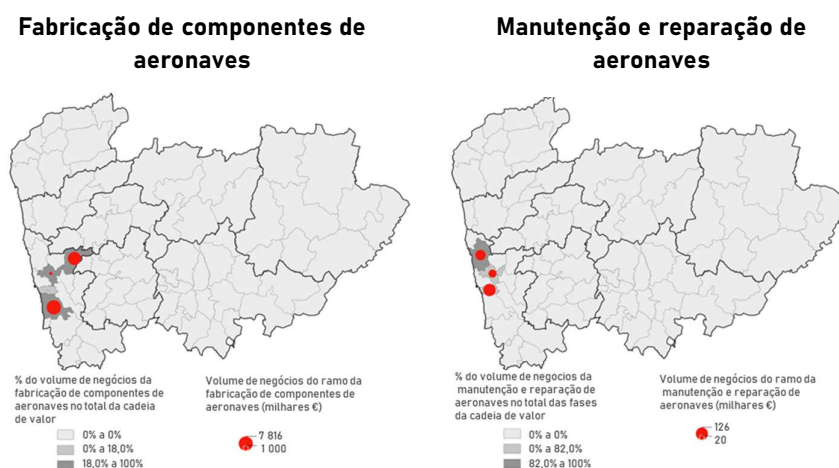 Fabricação de componentes de
aeronaves
Manutenção e reparação de
aeronaves
% do volume de negócios da
fabricação de componentes de
aeronaves no total da cadeia
de valor
0% a 0%
0% a 18,0%
18,0% a 100%
Volume de negócios do ramo da
fabricação de componentes de
aeronaves (milhares €)
7 816
1 000
% do volume de negócios da
manutenção e reparação de
aeronaves no total das fases
da cadeia de valor
0% a 0%
0% a 82,0%
82,0% a 100%
Volume de negócios do ramo da
manutenção e reparação de
aeronaves (milhares €)
126
20